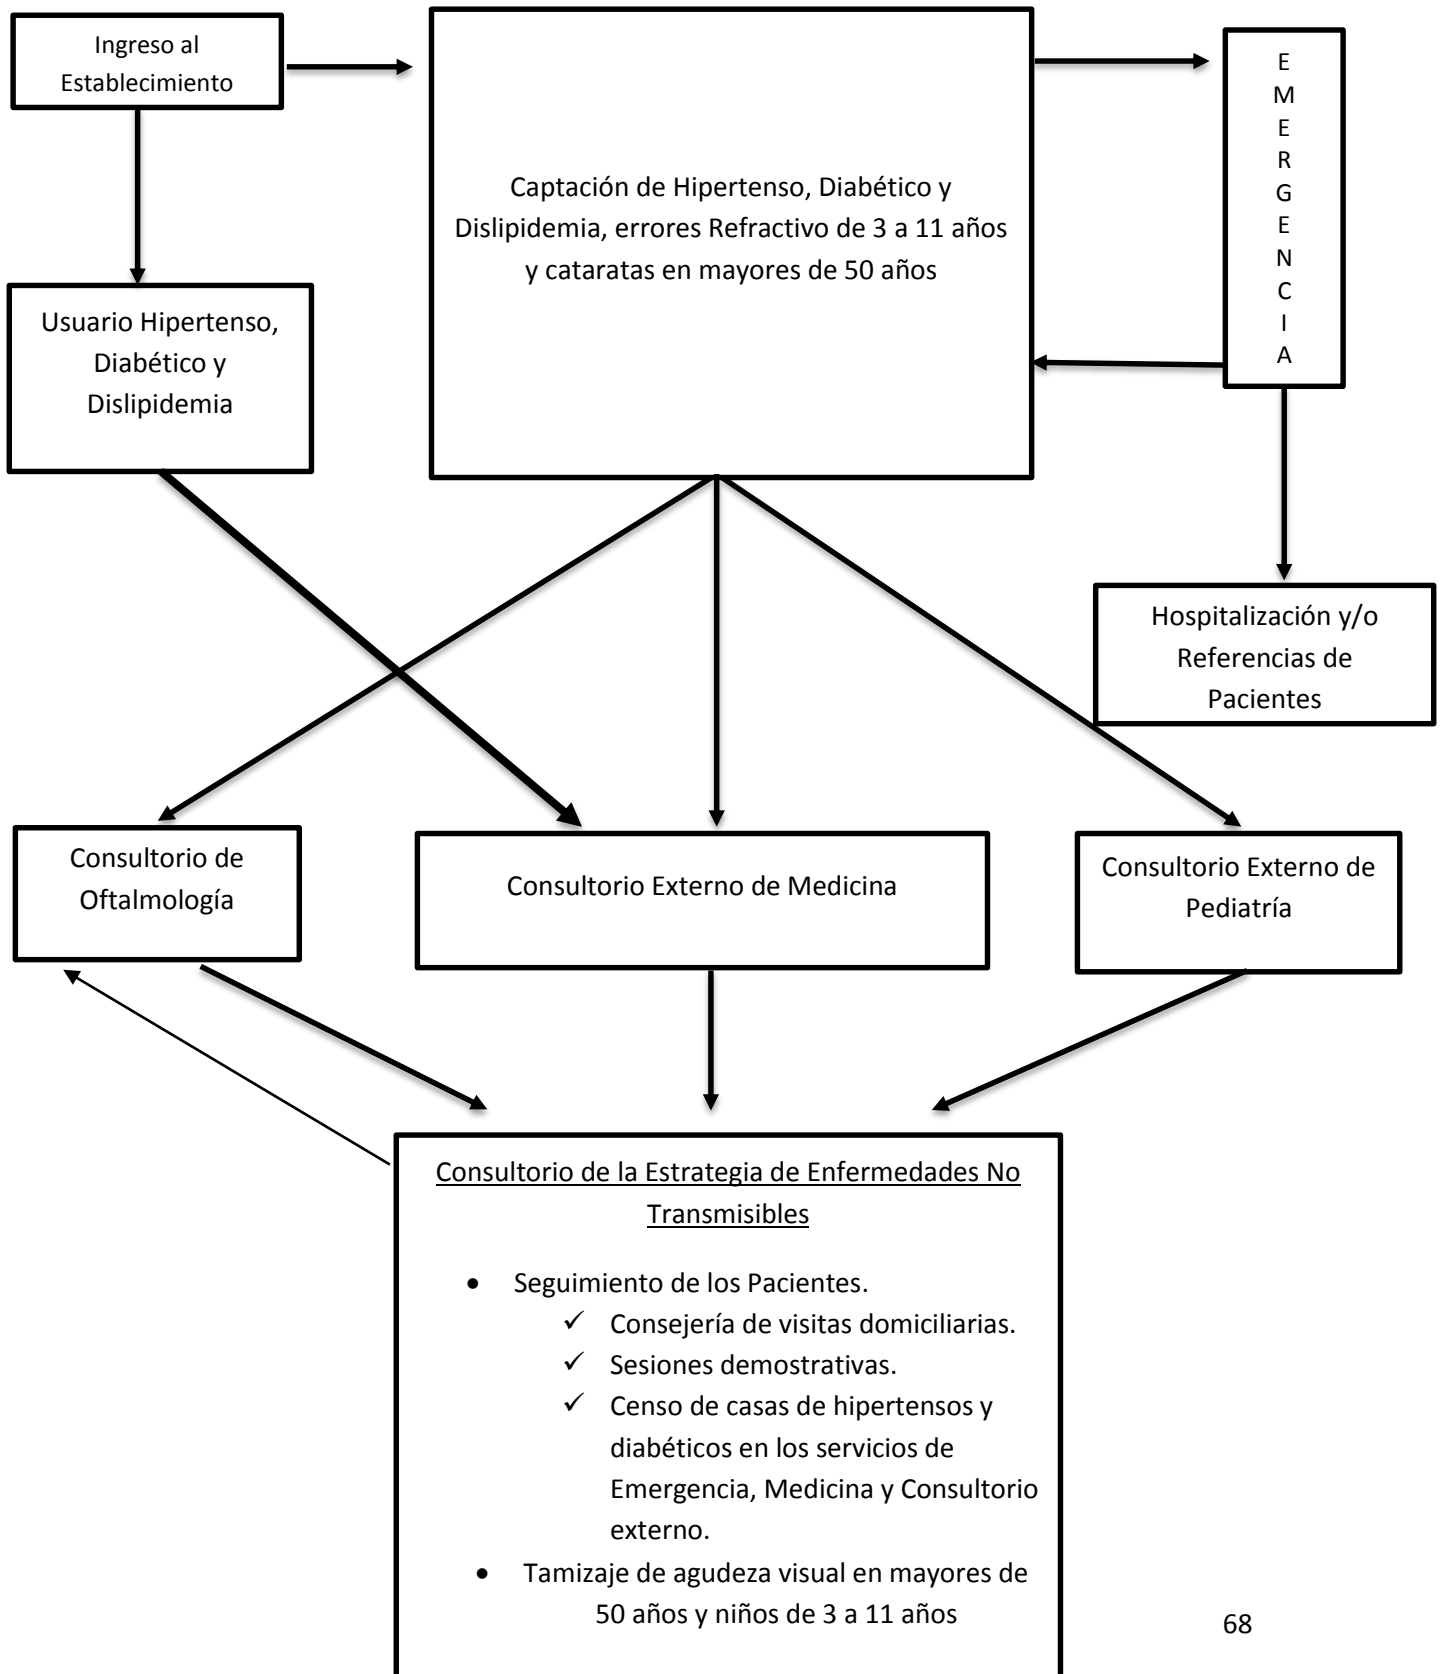 Ingreso al
Establecimiento
Captación de Hipertenso, Diabético y
Dislipidemia, errores Refractivo de 3 a 11 años
y cataratas en mayores de 50 años
E
M
E
R
G
E
N
C
I
A
Usuario Hipertenso,
Diabético y
Dislipidemia
Hospitalización y/o
Referencias de
Pacientes
Consultorio de
Oftalmología
Consultorio Externo de Medicina
Consultorio Externo de
Pediatría
Consultorio de la Estrategia de Enfermedades No
Transmisibles
• Seguimiento de los Pacientes.
✓ Consejería de visitas domiciliarias.
✓ Sesiones demostrativas.
✓ Censo de casas de hipertensos y
diabéticos en los servicios de
Emergencia, Medicina y Consultorio
externo.
• Tamizaje de agudeza visual en mayores de
50 años y niños de 3 a 11 años
68